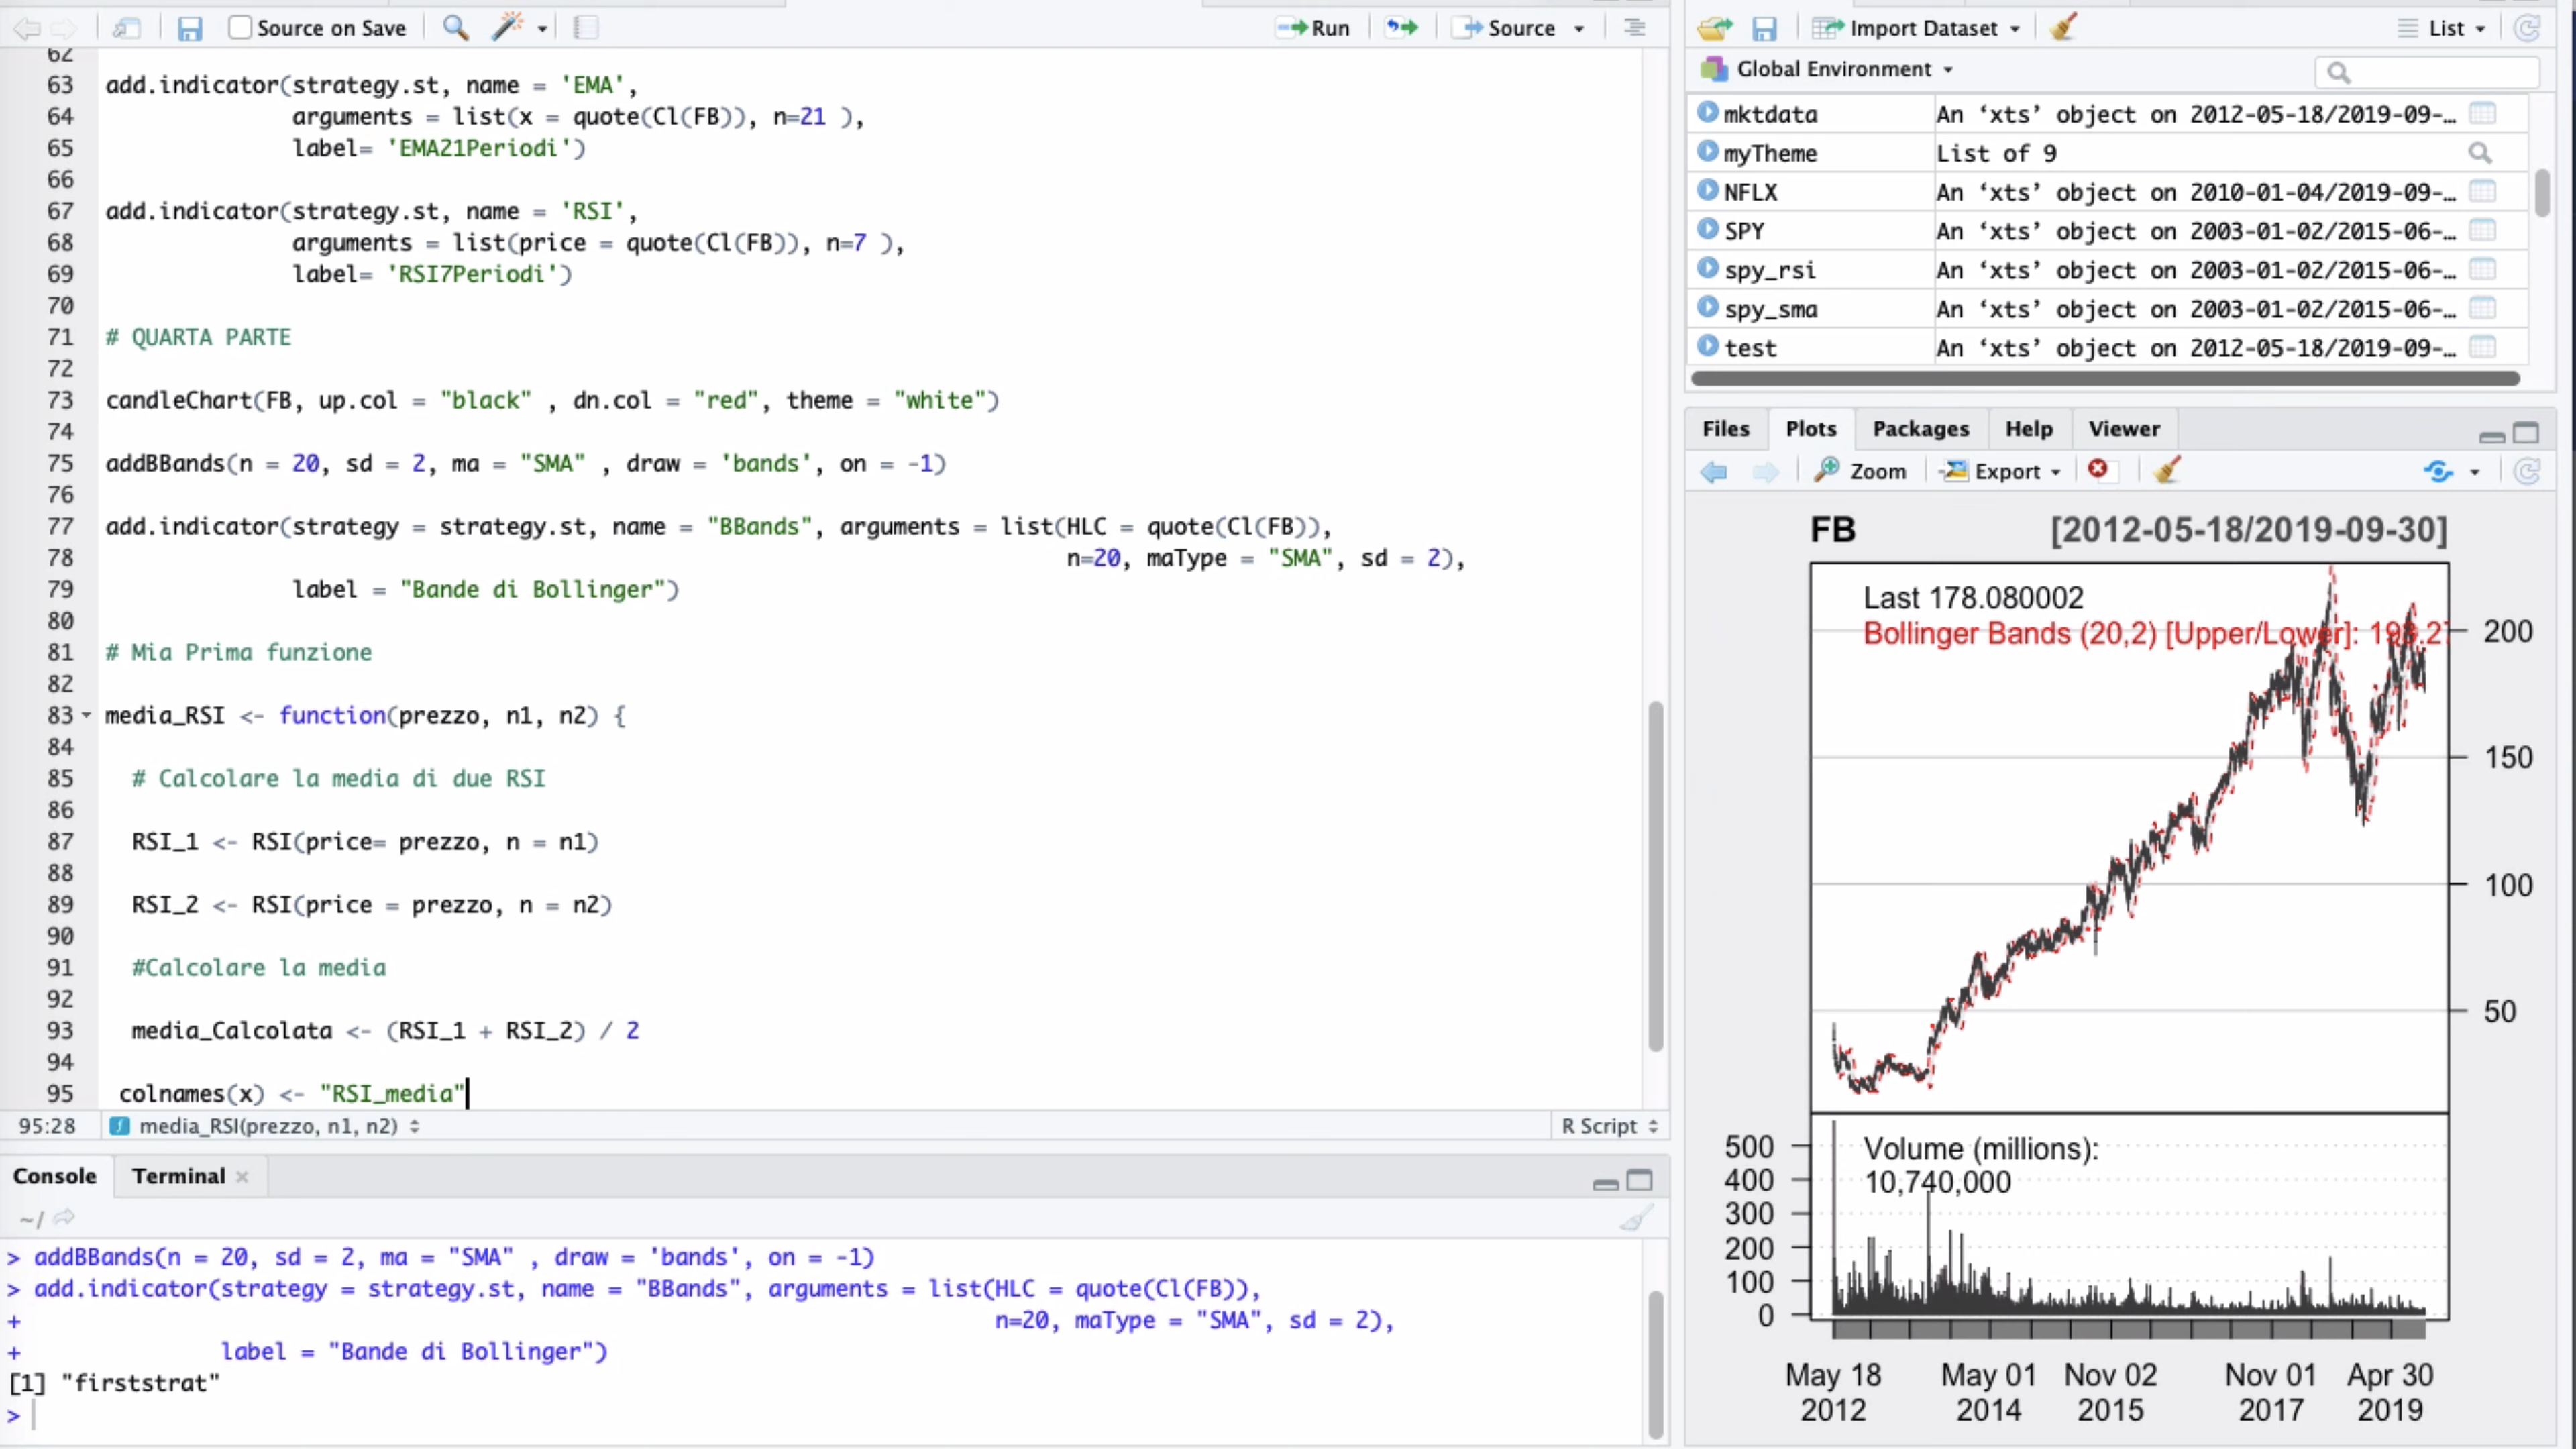 Source on Save
Run
Source
62
63 add.indicator(strategy.st, name = 'EMA',
64 arguments = list(x = quote(Cl(FB)), n=21 ),
65 label= 'EMA21Periodi')
66
67 add.indicator(strategy.st, name = 'RSI',
68 arguments = list(price = quote(Cl(FB)), n=7 ),
69 label= 'RSI7Periodi')
70
71 # QUARTA PARTE
72
73 candleChart(FB, up.col = "black" , dn.col = "red", theme = "white")
74
75 addBBands(n = 20, sd = 2, ma = "SMA" , draw = 'bands', on = -1)
76
77 add.indicator(strategy = strategy.st, name = "BBands", arguments = list(HLC = quote(Cl(FB)),
78 n=20, maType = "SMA", sd = 2),
79 label = "Bande di Bollinger")
80
81 # Mia Prima funzione
82
83 media_RSI <- function(prezzo, n1, n2) {
84
85 # Calcolare la media di due RSI
86
87 RSI_1 <- RSI(price= prezzo, n = n1)
88
89 RSI_2 <- RSI(price = prezzo, n = n2)
90
91 #Calcolare la media
92
93 media_Calcolata <- (RSI_1 + RSI_2) / 2
94
95 colnames(x) <- "RSI_media"
95:28 media_RSI(prezzo, n1, n2) R Script
Console Terminal
~/
> addBBands(n = 20, sd = 2, ma = "SMA" , draw = 'bands', on = -1)
> add.indicator(strategy = strategy.st, name = "BBands", arguments = list(HLC = quote(Cl(FB)),
+ n=20, maType = "SMA", sd = 2),
+ label = "Bande di Bollinger")
[1] "firststrat"
>
Import Dataset List
Global Environment
mktdata An ‘xts’ object on 2012-05-18/2019-09-…
myTheme List of 9
NFLX An ‘xts’ object on 2010-01-04/2019-09-…
SPY An ‘xts’ object on 2003-01-02/2015-06-…
spy_rsi An ‘xts’ object on 2003-01-02/2015-06-…
spy_sma An ‘xts’ object on 2003-01-02/2015-06-…
test An ‘xts’ object on 2012-05-18/2019-09-…
Files Plots Packages Help Viewer
Zoom Export
FB [2012-05-18/2019-09-30]
Last 178.080002
Bollinger Bands (20,2) [Upper/Lower]:
200
150
100
50
Volume (millions):
10,740,000
500
400
300
200
100
0
May 18 May 01 Nov 02 Nov 01 Apr 30
2012 2014 2015 2017 2019